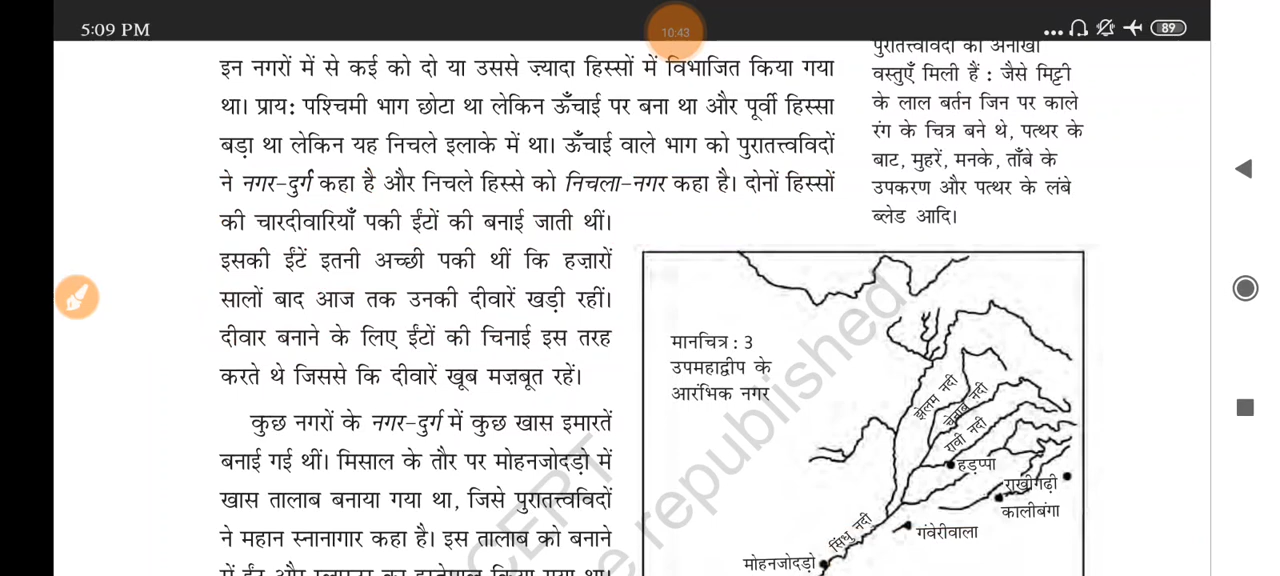 5:09 PM
10:43
89
इन नगरों में से कई को दो या उससे ज़्यादा हिस्सों में विभाजित किया गया
था। प्राय: पश्चिमी भाग छोटा था लेकिन ऊँचाई पर बना था और पूर्वी हिस्सा
बड़ा था लेकिन यह निचले इलाके में था। ऊँचाई वाले भाग को पुरातत्त्वविदों
ने नगर-दुर्ग कहा है और निचले हिस्से को निचला-नगर कहा है। दोनों हिस्सों
की चारदीवारियाँ पकी ईंटों की बनाई जाती थीं।
इसकी ईंटें इतनी अच्छी पकी थीं कि हज़ारों
सालों बाद आज तक उनकी दीवारें खड़ी रहीं।
दीवार बनाने के लिए ईंटों की चिनाई इस तरह
करते थे जिससे कि दीवारें खूब मज़बूत रहें।
कुछ नगरों के नगर-दुर्ग में कुछ खास इमारतें
बनाई गई थीं। मिसाल के तौर पर मोहनजोदड़ो में
खास तालाब बनाया गया था, जिसे पुरातत्त्वविदों
ने महान स्नानागार कहा है। इस तालाब को बनाने
में ईंट और प्लास्टर का इस्तेमाल किया गया था।
पुरातत्त्वविदों को अनोखी
वस्तुएँ मिली हैं : जैसे मिट्टी
के लाल बर्तन जिन पर काले
रंग के चित्र बने थे, पत्थर के
बाट, मुहरें, मनके, ताँबे के
उपकरण और पत्थर के लंबे
ब्लेड आदि।
मानचित्र : 3
उपमहाद्वीप के
आरंभिक नगर
झेलम नदी
चेनाब नदी
रावी नदी
हड़प्पा
राखीगढ़ी
कालीबंगा
गंवेरीवाला
सिंधु नदी
मोहनजोदड़ो
CERT
e republished